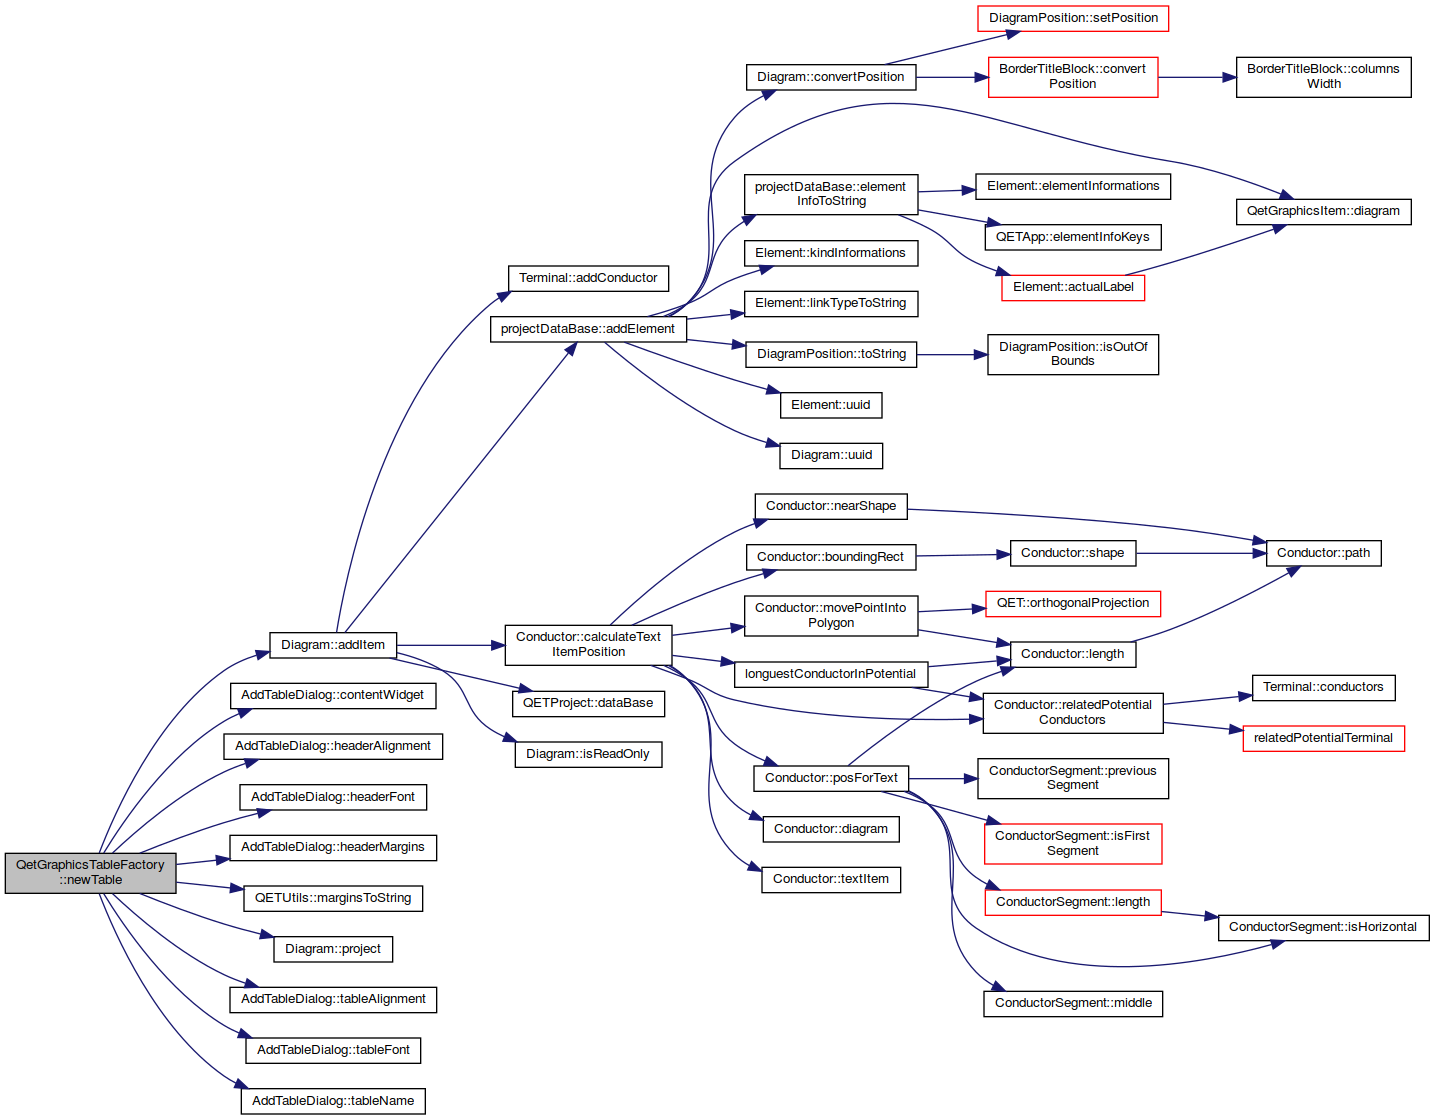 DiagramPosition::setPosition
Diagram::convertPosition
BorderTitleBlock::convert
Position
BorderTitleBlock::columns
Width
projectDataBase::element
InfoToString
Element::elementInformations
QetGraphicsItem::diagram
QETApp::elementInfoKeys
Element::kindInformations
Terminal::addConductor
Element::actualLabel
Element::linkTypeToString
projectDataBase::addElement
DiagramPosition::toString
DiagramPosition::isOutOf
Bounds
Element::uuid
Diagram::uuid
Conductor::nearShape
Conductor::boundingRect
Conductor::shape
Conductor::path
Conductor::movePointInto
Polygon
QET::orthogonalProjection
Diagram::addItem
Conductor::calculateText
ItemPosition
Conductor::length
longuestConductorInPotential
Terminal::conductors
AddTableDialog::contentWidget
QETProject::dataBase
Conductor::relatedPotential
Conductors
relatedPotentialTerminal
AddTableDialog::headerAlignment
Diagram::isReadOnly
Conductor::posForText
ConductorSegment::previous
Segment
AddTableDialog::headerFont
Conductor::diagram
ConductorSegment::isFirst
Segment
AddTableDialog::headerMargins
QetGraphicsTableFactory
::newTable
Conductor::textItem
QETUtils::marginsToString
ConductorSegment::length
ConductorSegment::isHorizontal
Diagram::project
AddTableDialog::tableAlignment
ConductorSegment::middle
AddTableDialog::tableFont
AddTableDialog::tableName